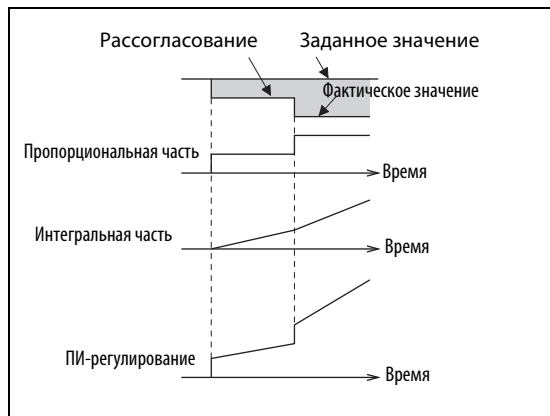 Рассогласование
Заданное значение
Фактическое значение
Пропорциональная часть
Время
Интегральная часть
Время
ПИ-регулирование
Время